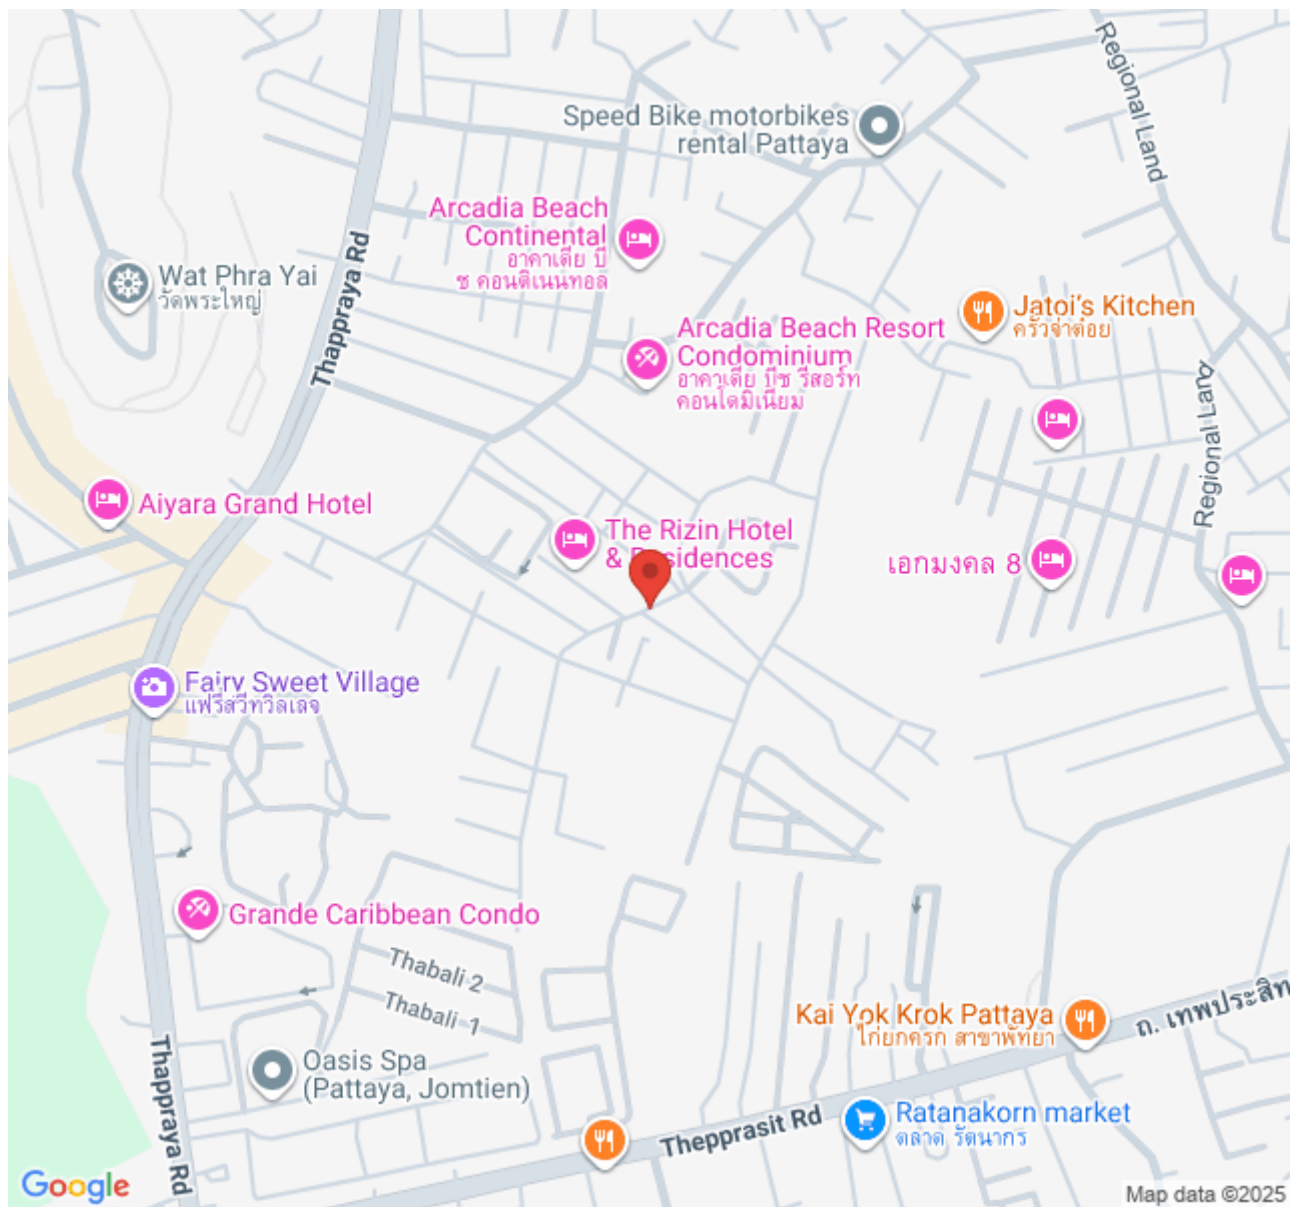 Regional Land
Speed Bike motorbikes
rental Pattaya
Arcadia Beach
Continental
อาคาเดีย บี
ช คอนติเนนทอล
Thappraya Rd
Wat Phra Yai
วัดพระใหญ่
Jatoi's Kitchen
ครัวจ่าต๋อย
Arcadia Beach Resort
Condominium
อาคาเดีย บีช รีสอร์ท
คอนโดมิเนียม
Regional Land
Aiyara Grand Hotel
The Rizin Hotel
& Residences
เอกมงคล 8
Fairy Sweet Village
แฟรี่สวีทวิลเลจ
Grande Caribbean Condo
Thabali 2
Thabali 1
Kai Yok Krok Pattaya
ไก่ยกครก สาขาพัทยา
ถ. เทพประสิท
Oasis Spa
(Pattaya, Jomtien)
Thappraya Rd
Thepprasit Rd
Ratanakorn market
ตลาด รัตนากร
Google
Map data ©2025